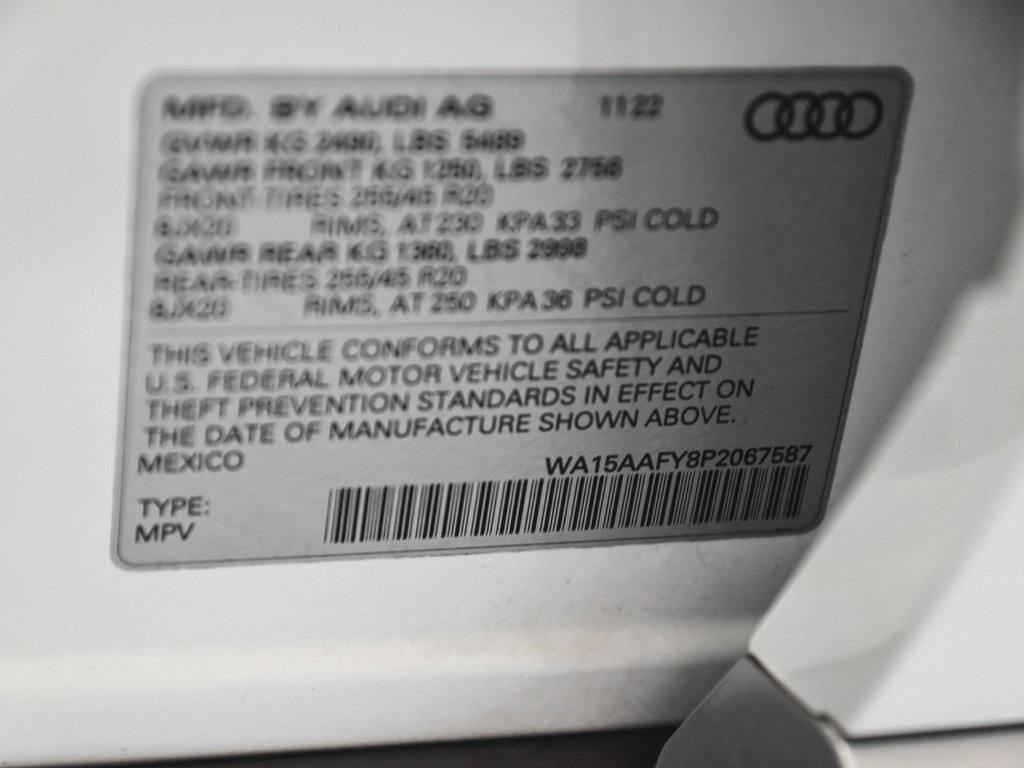 MFG. BY AUDI AG 11 22
GVWR KG 2490, LBS 5489
GAWR FRONT KG 1250, LBS 2756
FRONT-TIRES 255/45 R20
8JX20 RIMS, AT 230 KPA 33 PSI COLD
GAWR REAR KG 1360, LBS 2998
REAR-TIRES 255/45 R20
8JX20 RIMS, AT 250 KPA 36 PSI COLD
THIS VEHICLE CONFORMS TO ALL APPLICABLE
U.S. FEDERAL MOTOR VEHICLE SAFETY AND
THEFT PREVENTION STANDARDS IN EFFECT ON
THE DATE OF MANUFACTURE SHOWN ABOVE.
MEXICO WA15AAFY8P2067587
TYPE:
MPV